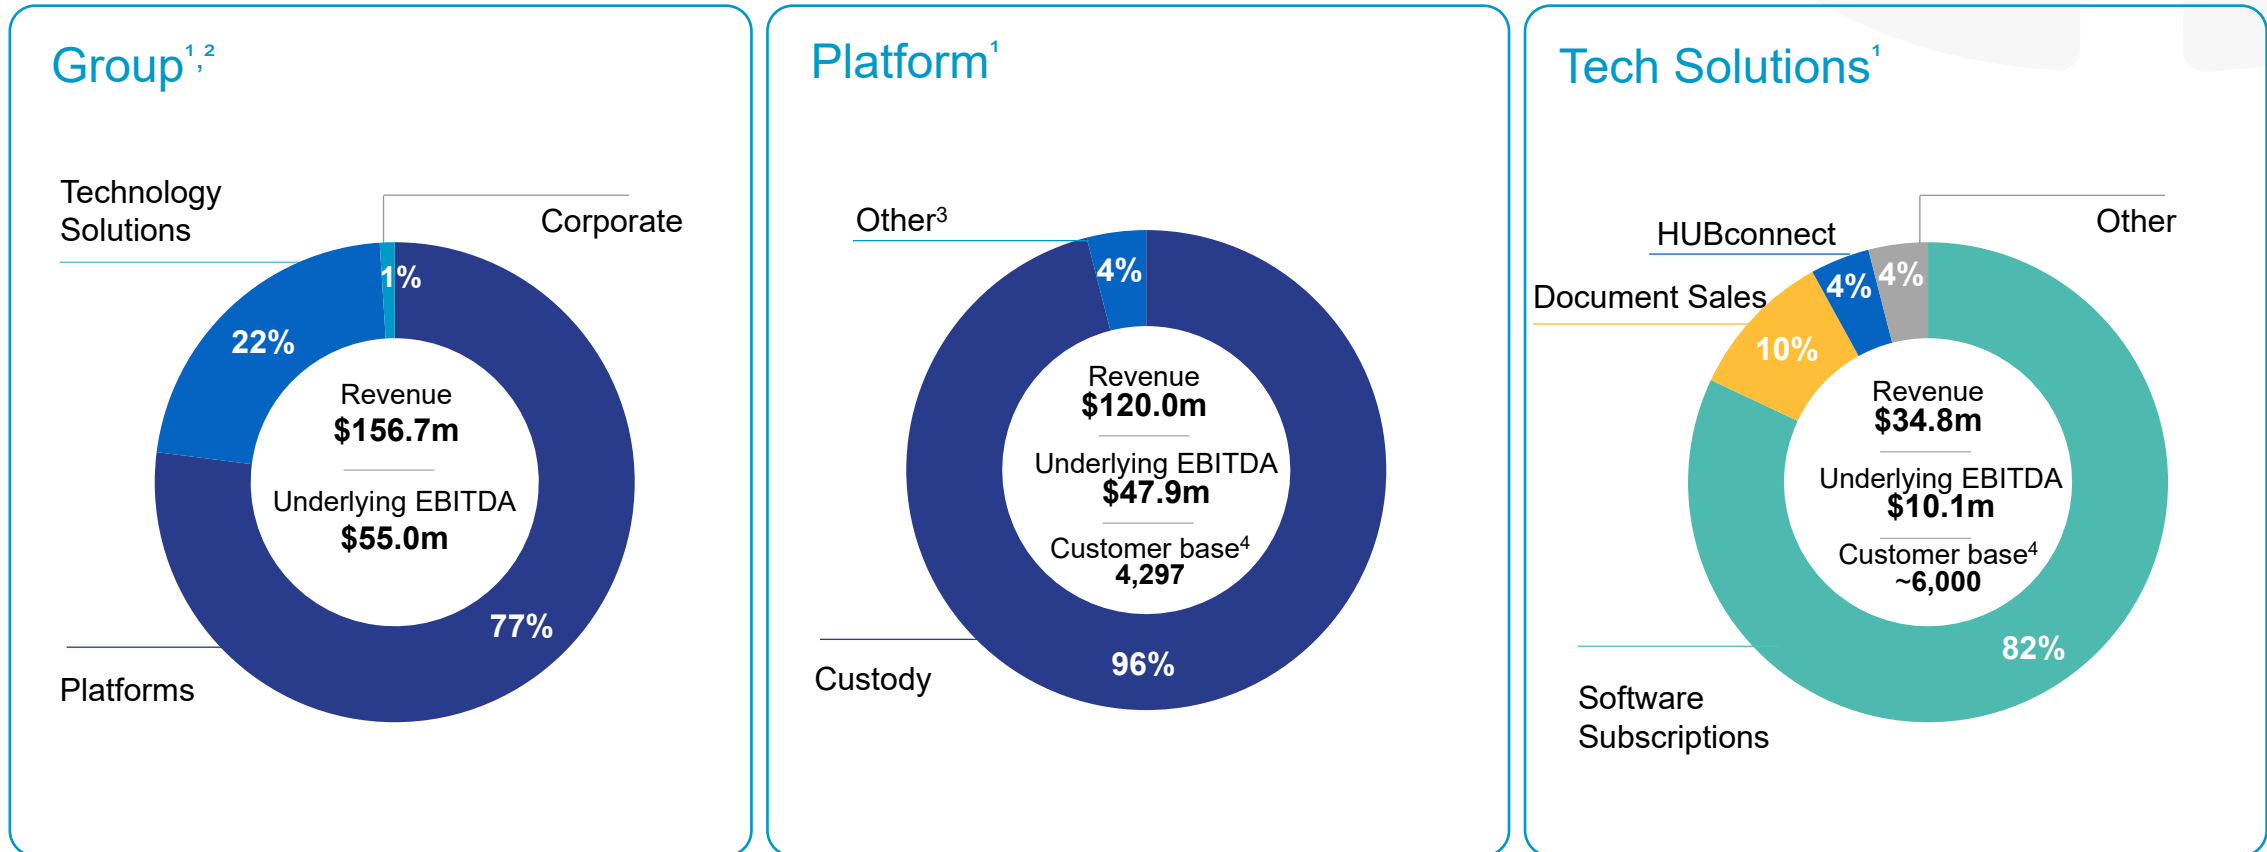 Group¹,²
Technology
Solutions
Corporate
1%
22%
Revenue
$156.7m
Underlying EBITDA
$55.0m
77%
Platforms
Platform¹
Other³
4%
Revenue
$120.0m
Underlying EBITDA
$47.9m
Customer base⁴
4,297
96%
Custody
Tech Solutions¹
HUBconnect
Other
Document Sales
4%
4%
10%
Revenue
$34.8m
Underlying EBITDA
$10.1m
Customer base⁴
~6,000
82%
Software
Subscriptions